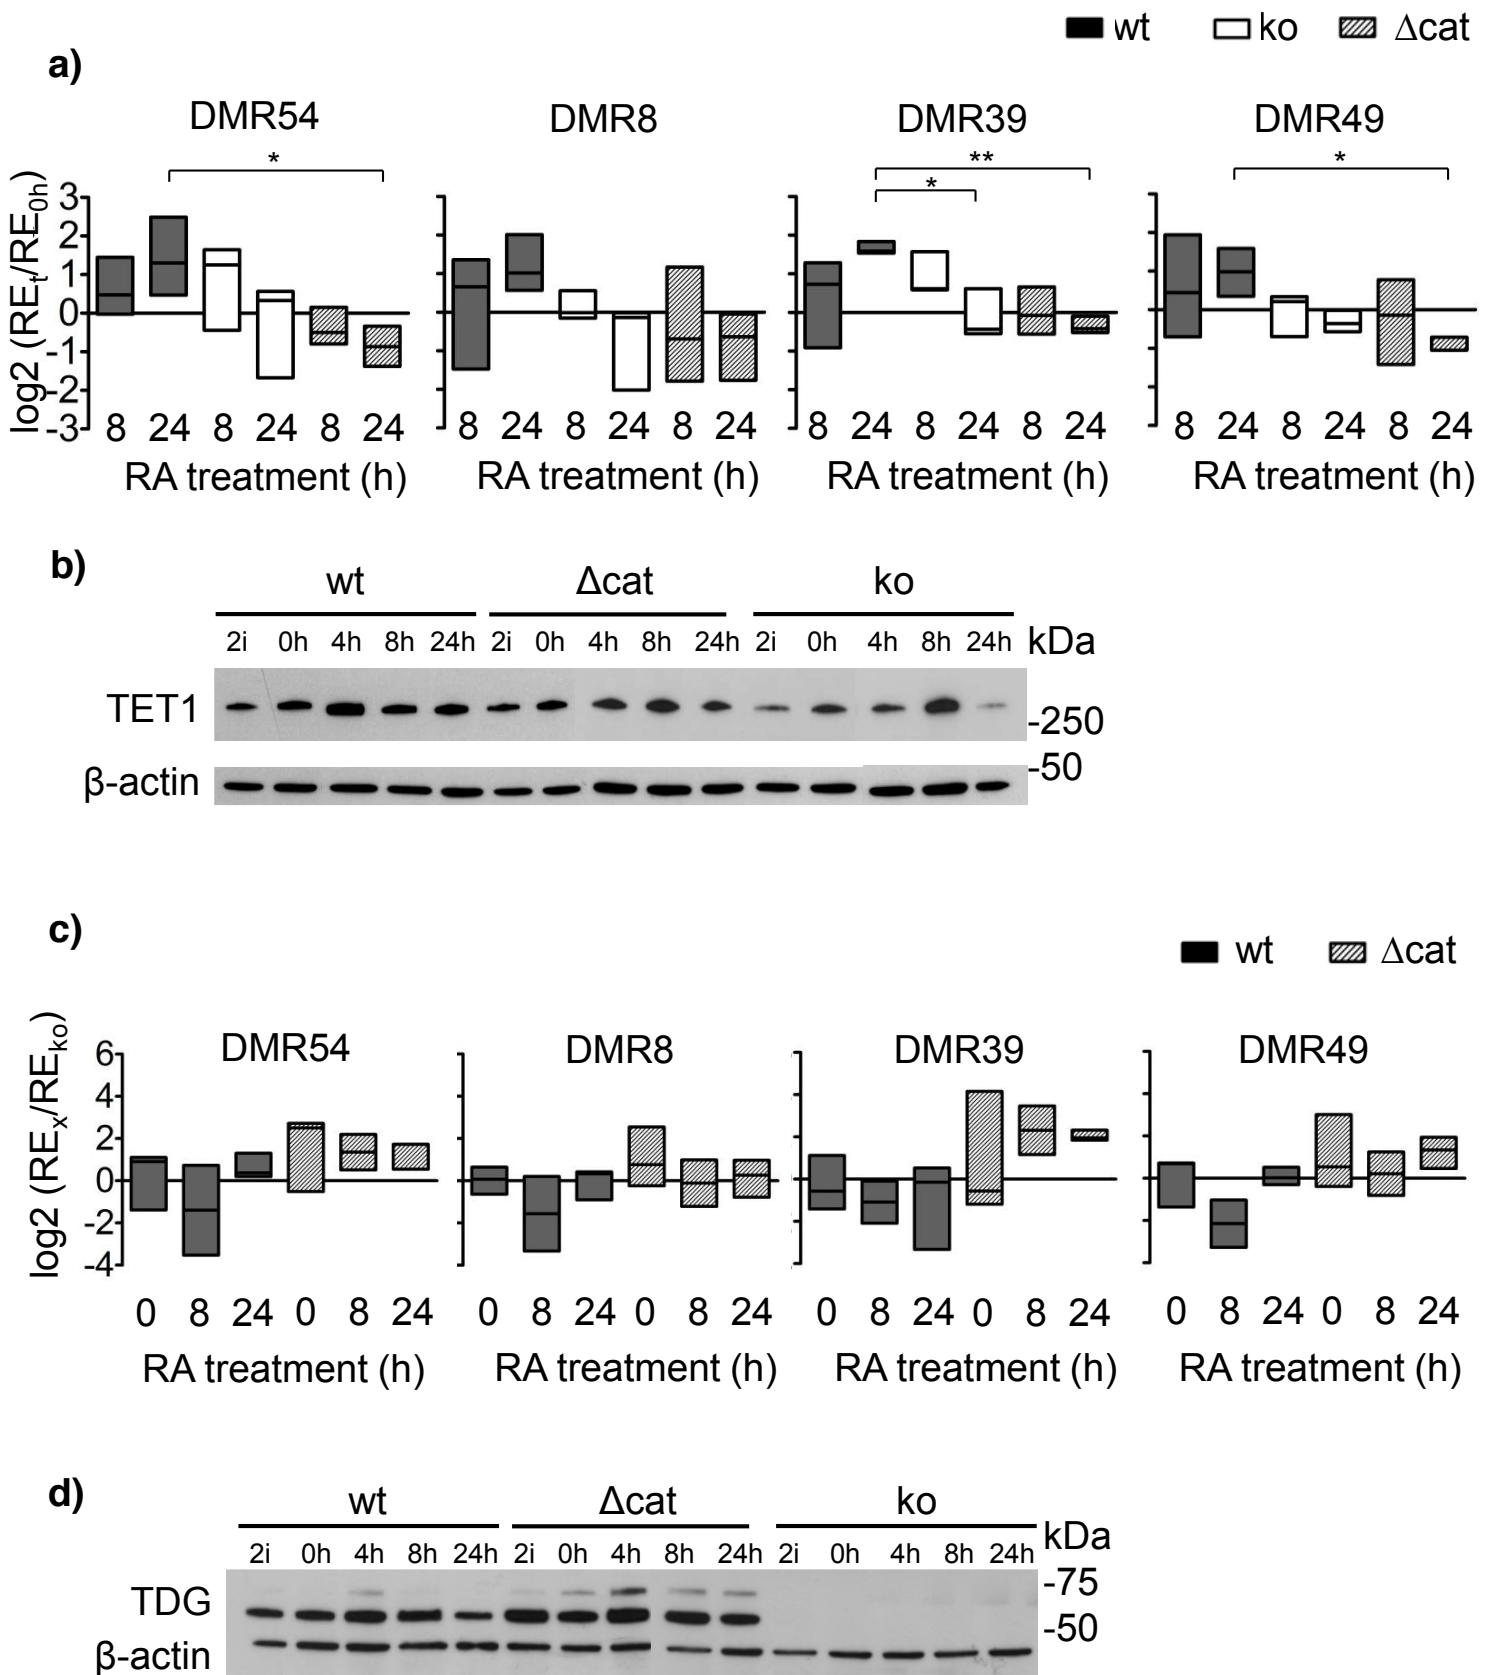 wt ko Δcat
a)
DMR54 DMR8 DMR39 DMR49
* ** * *
log2 (REt/RE0h)
3
2
1
0
-1
-2
-3
8 24 8 24 8 24 8 24 8 24 8 24 8 24 8 24 8 24 8 24 8 24 8 24
RA treatment (h) RA treatment (h) RA treatment (h) RA treatment (h)
b)
wt Δcat ko
2i 0h 4h 8h 24h 2i 0h 4h 8h 24h 2i 0h 4h 8h 24h kDa
TET1
-250
-50
β-actin
c)
wt Δcat
DMR54 DMR8 DMR39 DMR49
log2 (REx/REko)
6
4
2
0
-2
-4
0 8 24 0 8 24 0 8 24 0 8 24 0 8 24 0 8 24 0 8 24 0 8 24
RA treatment (h) RA treatment (h) RA treatment (h) RA treatment (h)
d)
wt Δcat ko
kDa
2i 0h 4h 8h 24h 2i 0h 4h 8h 24h 2i 0h 4h 8h 24h
-75
TDG
-50
β-actin